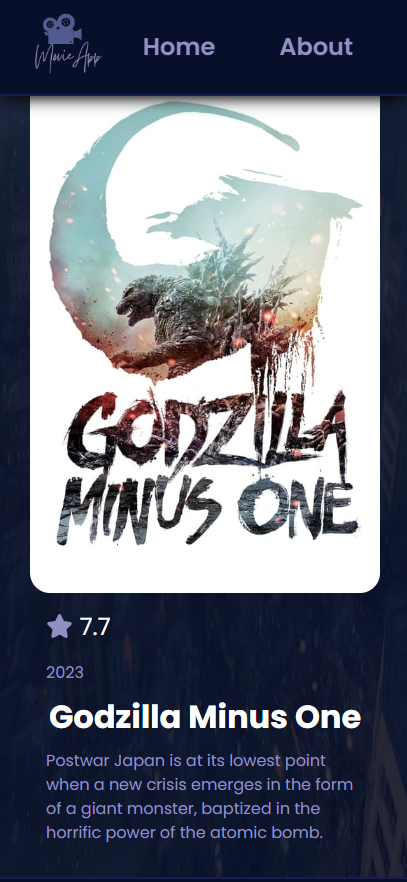 MovieApp
Home
About
GODZILLA
MINUS ONE
7.7
2023
Godzilla Minus One
Postwar Japan is at its lowest point
when a new crisis emerges in the form
of a giant monster, baptized in the
horrific power of the atomic bomb.